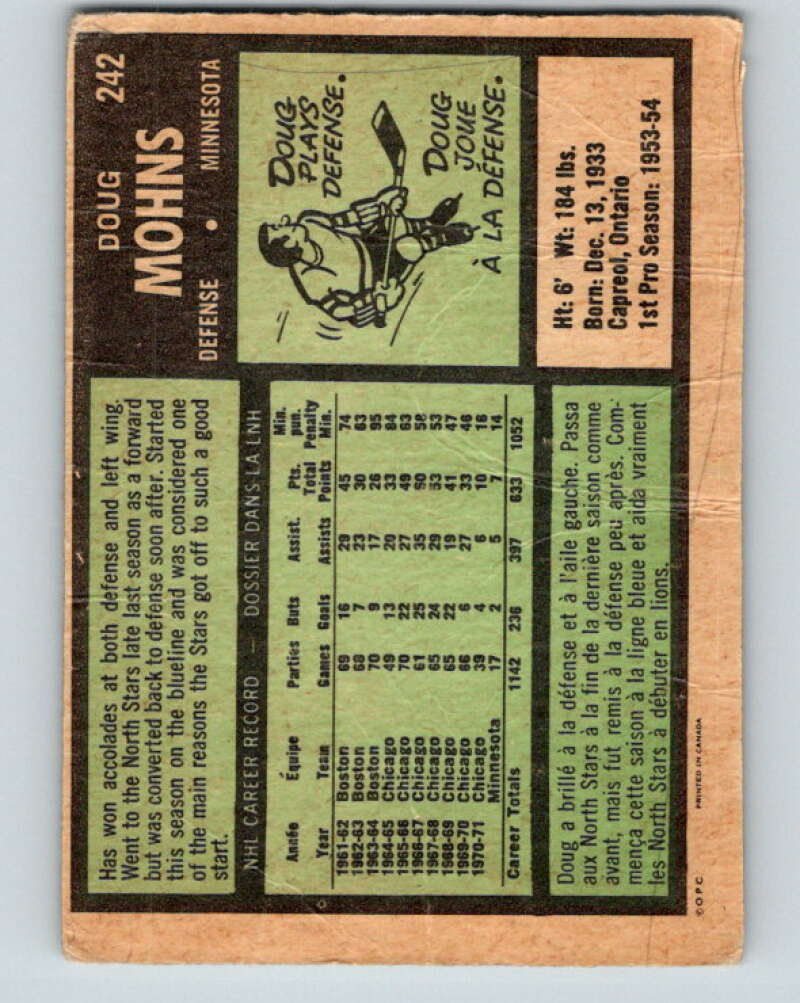 DOUG 242
MOHNS
DEFENSE • MINNESOTA
Has won accolades at both defense and left wing.
Went to the North Stars late last season as a forward
but was converted back to defense soon after. Started
this season on the blueline and was considered one
of the main reasons the Stars got off to such a good
start.
DOUG
PLAYS
DEFENSE.
DOUG
JOUE
À LA DÉFENSE.
NHL CAREER RECORD — DOSSIER DANS LA LNH
Année Équipe Parties Buts Assist. Pts. Min. pun.
Year Team Games Goals Assists Total Points Penalty Min.
1961-62 Boston 69 16 29 45 74
1962-63 Boston 68 7 23 30 63
1963-64 Boston 70 9 17 26 95
1964-65 Chicago 49 13 20 33 84
1965-66 Chicago 70 22 27 49 63
1966-67 Chicago 61 25 35 60 58
1967-68 Chicago 65 24 29 53 53
1968-69 Chicago 65 22 19 41 47
1969-70 Chicago 66 6 27 33 46
1970-71 Chicago 39 4 6 10 16
Minnesota 17 2 5 7 14
Career Totals 1142 236 397 633 1052
Ht: 6' Wt: 184 lbs.
Born: Dec. 13, 1933
Capreol, Ontario
1st Pro Season: 1953-54
Doug a brillé à la défense et à l'aile gauche. Passa
aux North Stars à la fin de la dernière saison comme
avant, mais fut remis à la défense peu après. Com-
mença cette saison à la ligne bleue et aida vraiment
les North Stars à débuter en lions.
© O P C PRINTED IN CANADA